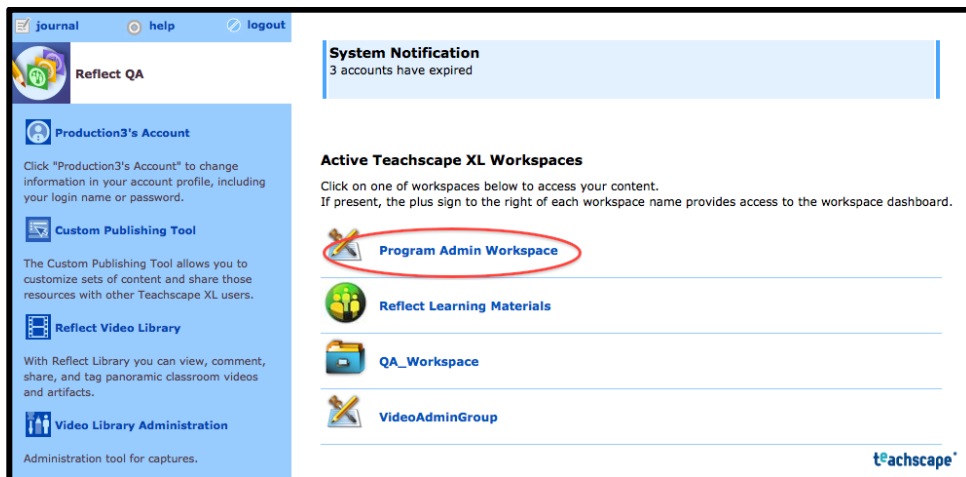 journal
help
logout
Reflect QA
Production3's Account
Click "Production3's Account" to change
information in your account profile, including
your login name or password.
Custom Publishing Tool
The Custom Publishing Tool allows you to
customize sets of content and share those
resources with other Teachscape XL users.
Reflect Video Library
With Reflect Library you can view, comment,
share, and tag panoramic classroom videos
and artifacts.
Video Library Administration
Administration tool for captures.
System Notification
3 accounts have expired
Active Teachscape XL Workspaces
Click on one of workspaces below to access your content.
If present, the plus sign to the right of each workspace name provides access to the workspace dashboard.
Program Admin Workspace
Reflect Learning Materials
QA_Workspace
VideoAdminGroup
teachscape